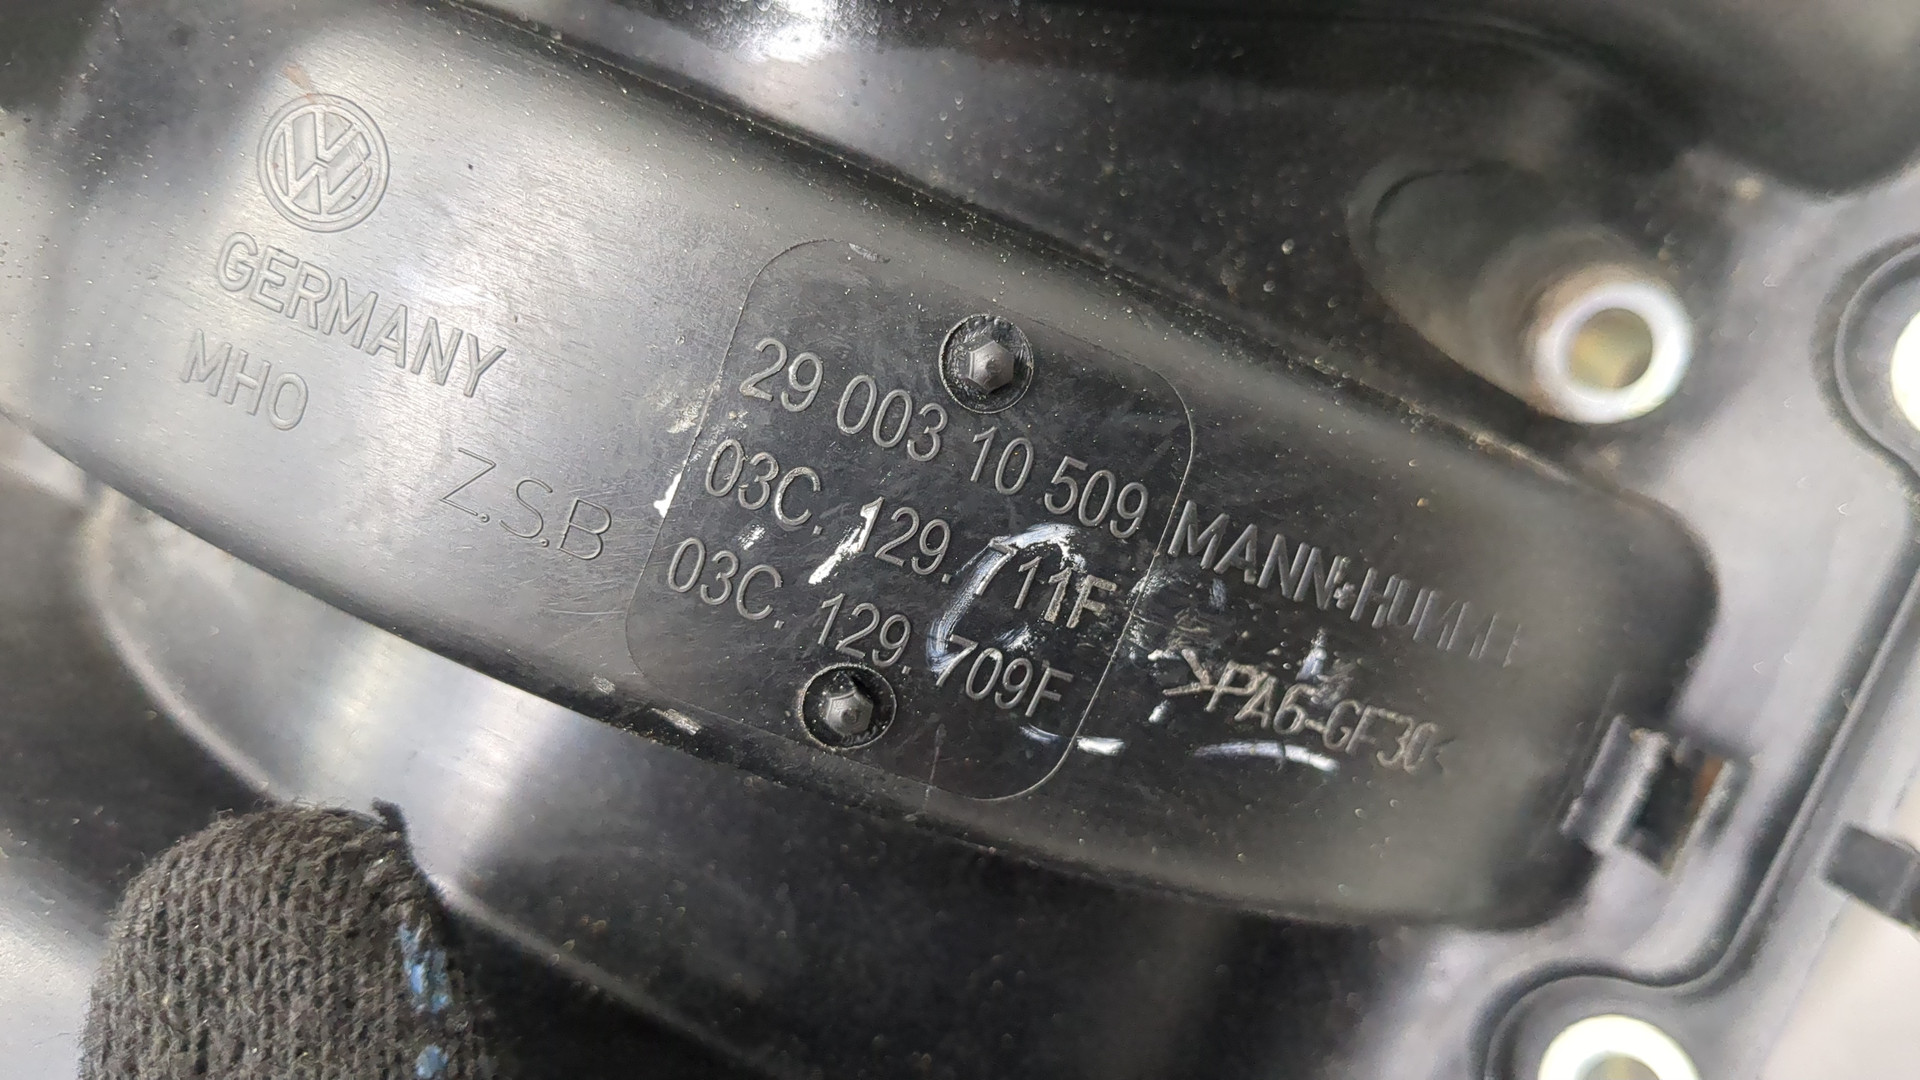 GERMANY
MHO
Z.S.B
29 003 10 509
03C. 129. 711F
03C. 129. 709F
MANN+HUMMEL
>PA6-GF30<